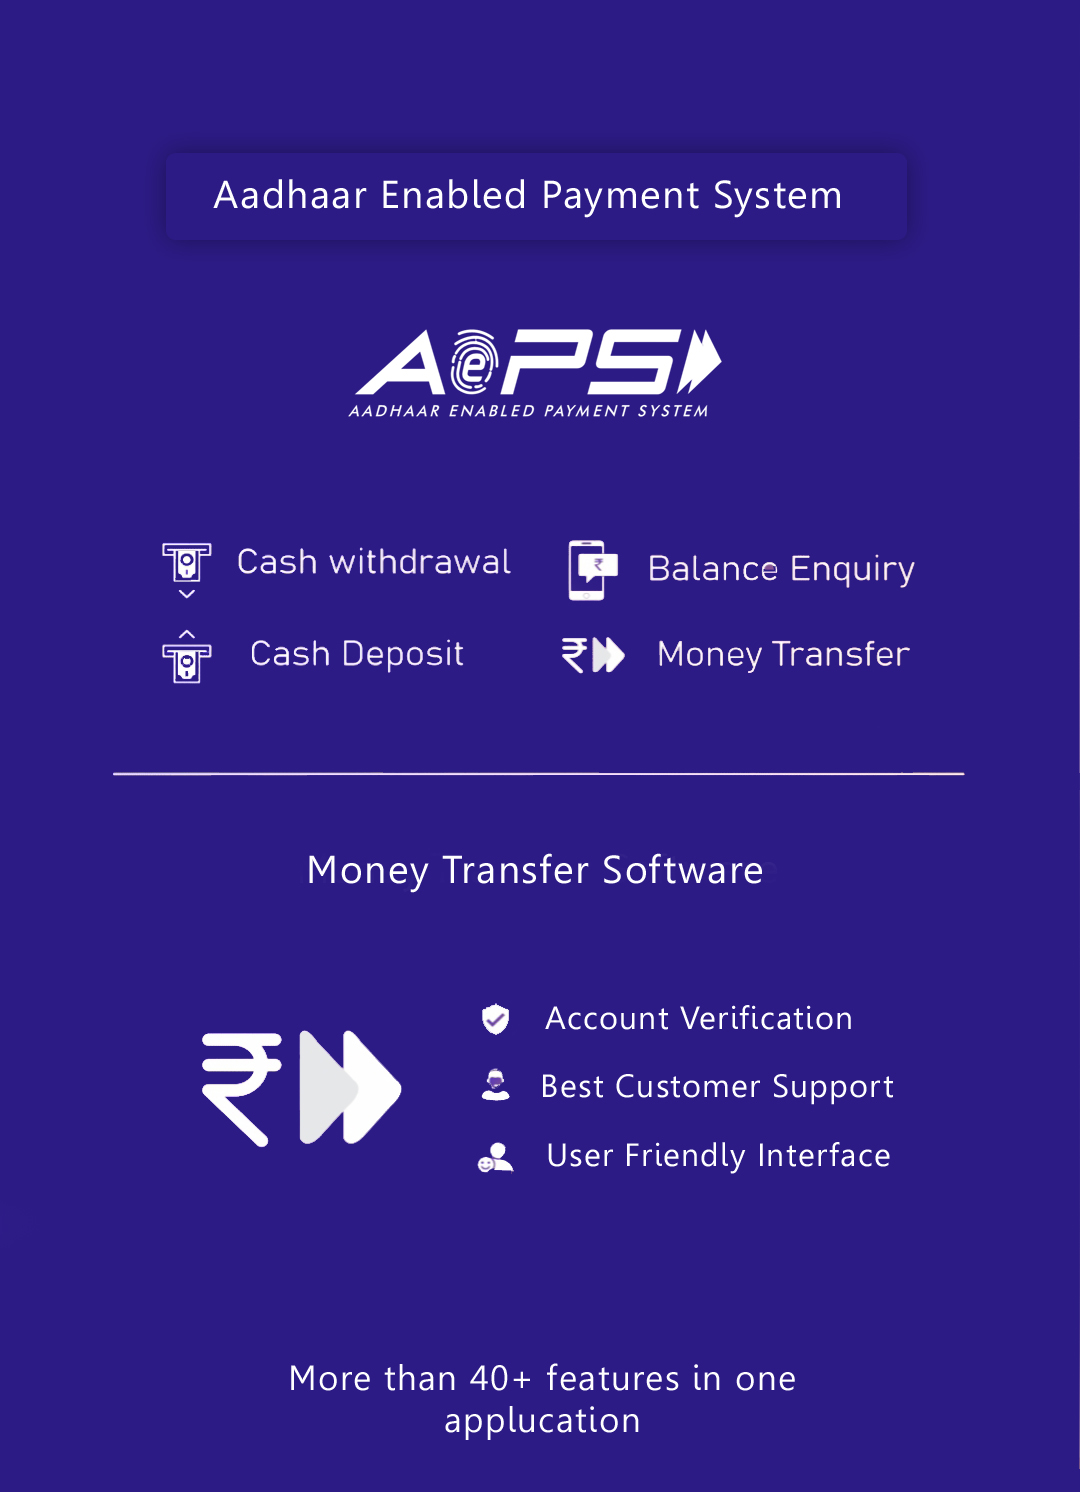 Aadhaar Enabled Payment System
AePS
AADHAAR ENABLED PAYMENT SYSTEM
Cash withdrawal
Balance Enquiry
Cash Deposit
₹ Money Transfer
Money Transfer Software
₹
Account Verification
Best Customer Support
User Friendly Interface
More than 40+ features in one
applucation